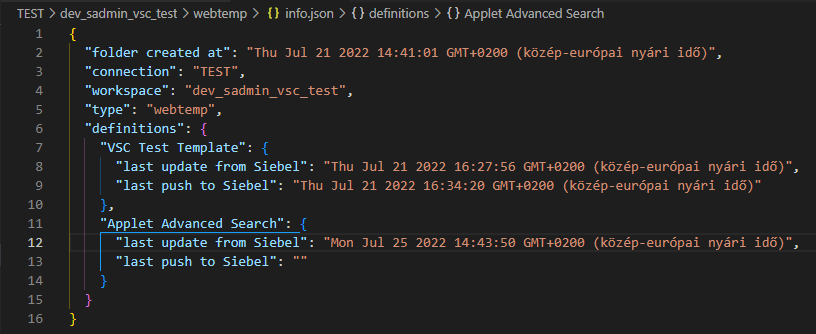 TEST > dev_sadmin_vsc_test > webtemp > {} info.json > {} definitions > {} Applet Advanced Search
1 {
2 "folder created at": "Thu Jul 21 2022 14:41:01 GMT+0200 (közép-európai nyári idő)",
3 "connection": "TEST",
4 "workspace": "dev_sadmin_vsc_test",
5 "type": "webtemp",
6 "definitions": {
7 "VSC Test Template": {
8 "last update from Siebel": "Thu Jul 21 2022 16:27:56 GMT+0200 (közép-európai nyári idő)",
9 "last push to Siebel": "Thu Jul 21 2022 16:34:20 GMT+0200 (közép-európai nyári idő)"
10 },
11 "Applet Advanced Search": {
12 "last update from Siebel": "Mon Jul 25 2022 14:43:50 GMT+0200 (közép-európai nyári idő)",
13 "last push to Siebel": ""
14 }
15 }
16 }